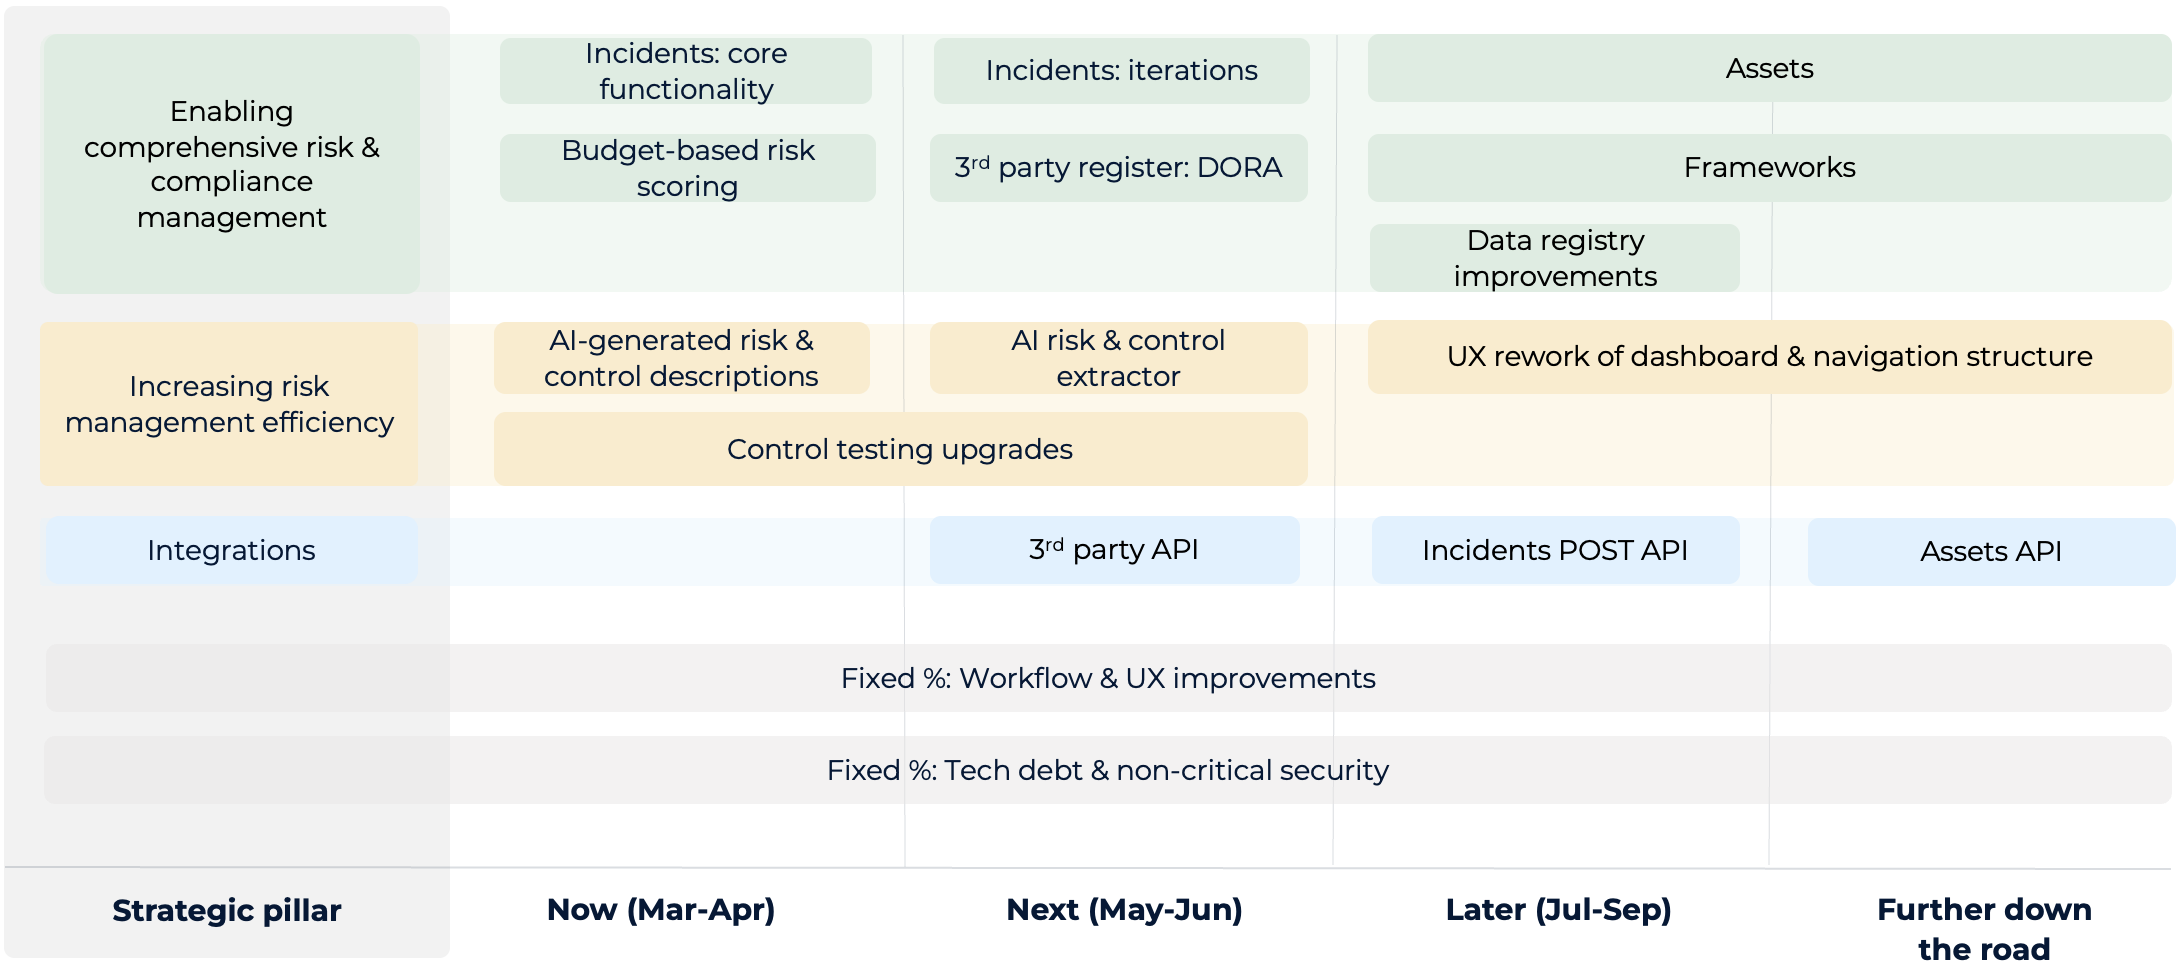 Enabling
comprehensive risk &
compliance
management
Incidents: core
functionality
Incidents: iterations
Assets
Budget-based risk
scoring
3rd party register: DORA
Frameworks
Data registry
improvements
Increasing risk
management efficiency
AI-generated risk &
control descriptions
AI risk & control
extractor
UX rework of dashboard & navigation structure
Control testing upgrades
Integrations
3rd party API
Incidents POST API
Assets API
Fixed %: Workflow & UX improvements
Fixed %: Tech debt & non-critical security
Strategic pillar
Now (Mar-Apr)
Next (May-Jun)
Later (Jul-Sep)
Further down
the road